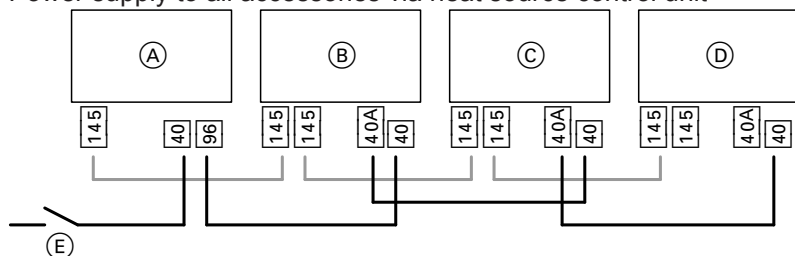 Power supply to all accessories via heat source control unit
A B C D
145 40 96 145 145 40A 40 145 145 40A 40 145 145 40A 40
E